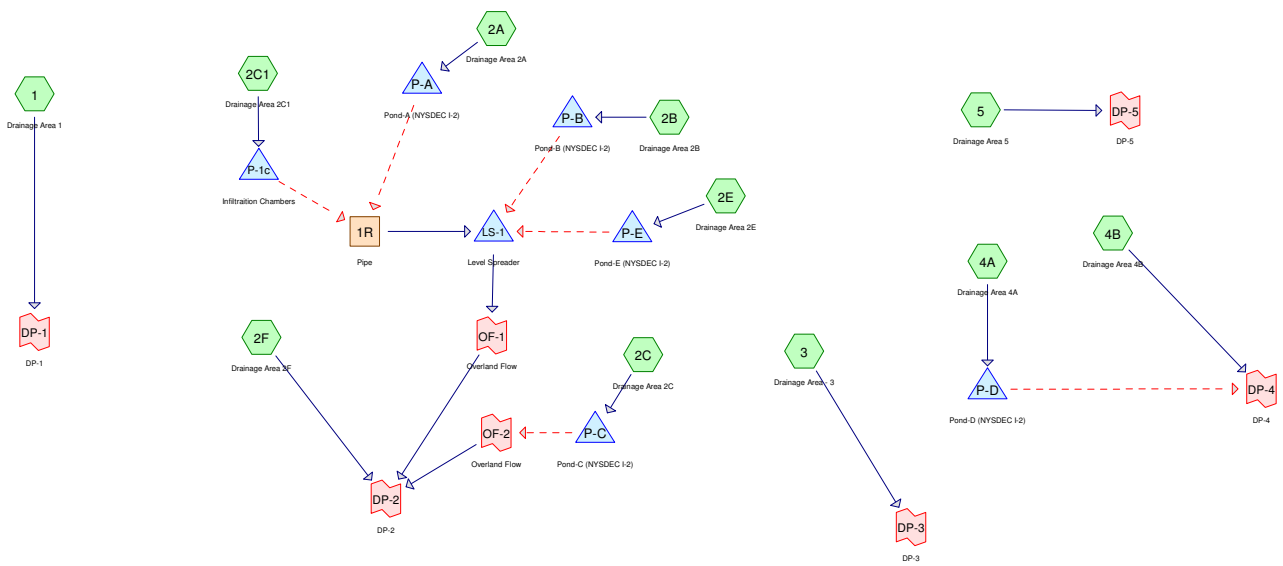 2A
Drainage Area 2A
2C1
Drainage Area 2C1
P-A
Pond-A (NYSDEC I-2)
1
Drainage Area 1
P-B
Pond-B (NYSDEC I-2)
2B
Drainage Area 2B
5
Drainage Area 5
DP-5
DP-5
P-1c
Infiltraition Chambers
2E
Drainage Area 2E
1R
Pipe
LS-1
Level Spreader
P-E
Pond-E (NYSDEC I-2)
4B
Drainage Area 4B
4A
Drainage Area 4A
DP-1
DP-1
2F
Drainage Area 2F
OF-1
Overland Flow
2C
Drainage Area 2C
3
Drainage Area - 3
P-D
Pond-D (NYSDEC I-2)
DP-4
DP-4
OF-2
Overland Flow
P-C
Pond-C (NYSDEC I-2)
DP-2
DP-2
DP-3
DP-3